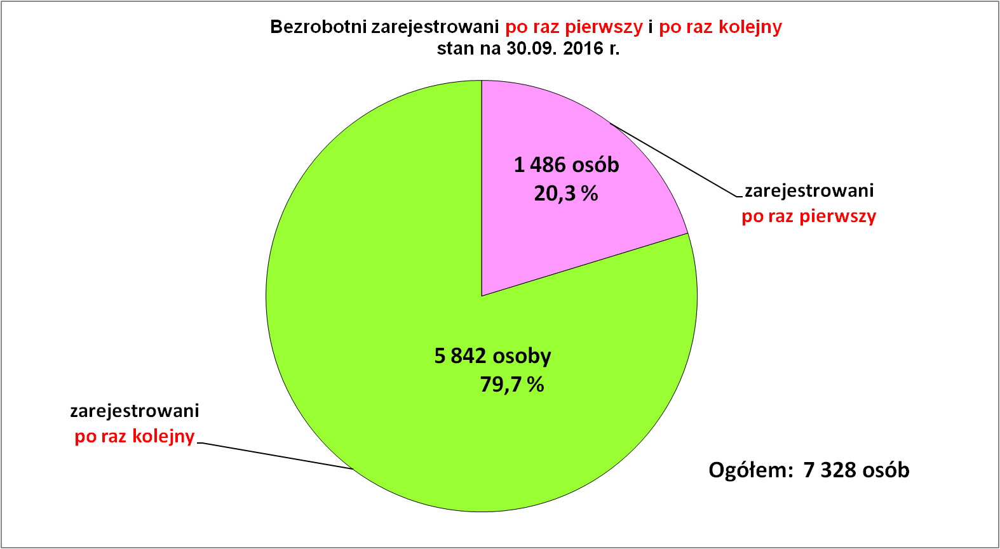 Bezrobotni zarejestrowani po raz pierwszy i po raz kolejny
stan na 30.09. 2016 r.
1 486 osób
20,3 %
zarejestrowani
po raz pierwszy
5 842 osoby
79,7 %
zarejestrowani
po raz kolejny
Ogółem: 7 328 osób